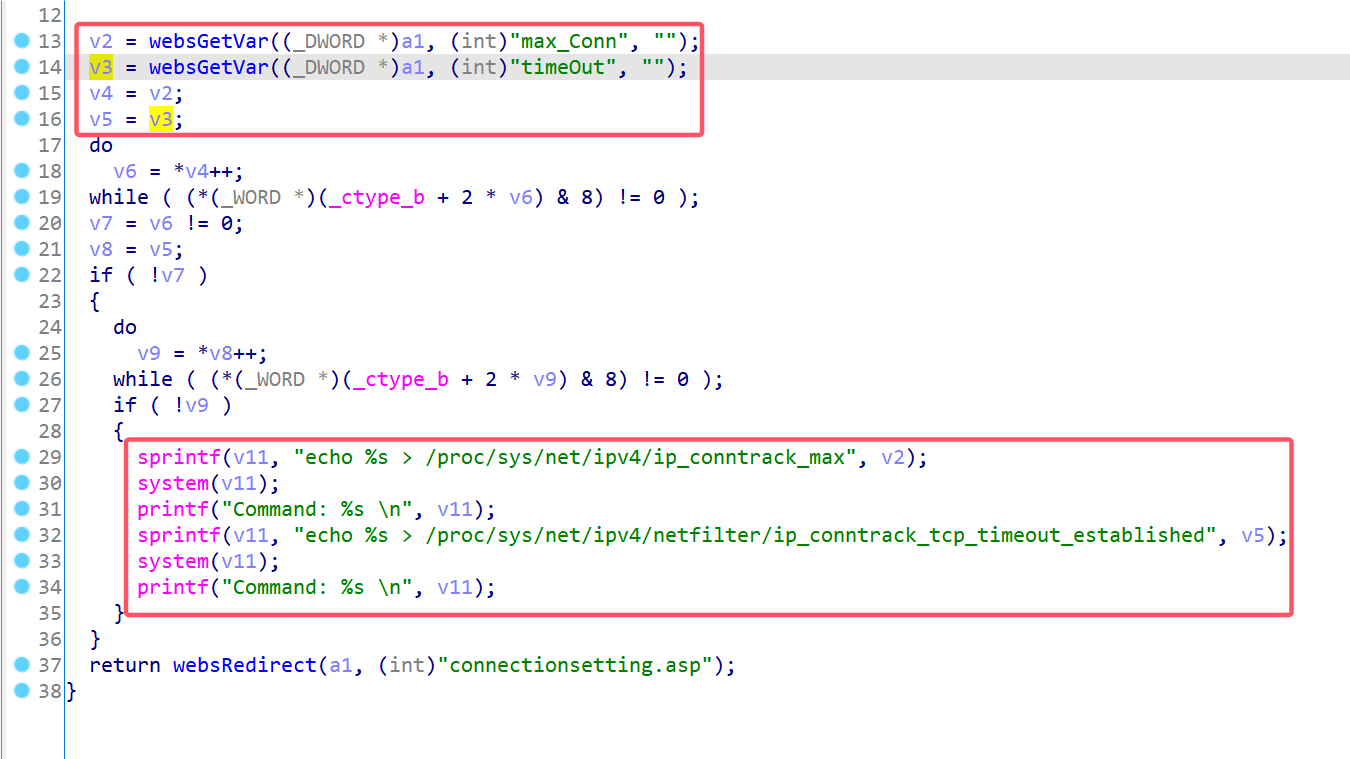 12
13 v2 = websGetVar((_DWORD *)a1, (int)"max_Conn", "");
14 v3 = websGetVar((_DWORD *)a1, (int)"timeOut", "");
15 v4 = v2;
16 v5 = v3;
17 do
18 v6 = *v4++;
19 while ( (*(_WORD *)(_ctype_b + 2 * v6) & 8) != 0 );
20 v7 = v6 != 0;
21 v8 = v5;
22 if ( !v7 )
23 {
24 do
25 v9 = *v8++;
26 while ( (*(_WORD *)(_ctype_b + 2 * v9) & 8) != 0 );
27 if ( !v9 )
28 {
29 sprintf(v11, "echo %s > /proc/sys/net/ipv4/ip_conntrack_max", v2);
30 system(v11);
31 printf("Command: %s \n", v11);
32 sprintf(v11, "echo %s > /proc/sys/net/ipv4/netfilter/ip_conntrack_tcp_timeout_established", v5);
33 system(v11);
34 printf("Command: %s \n", v11);
35 }
36 }
37 return websRedirect(a1, (int)"connectionsetting.asp");
38 }